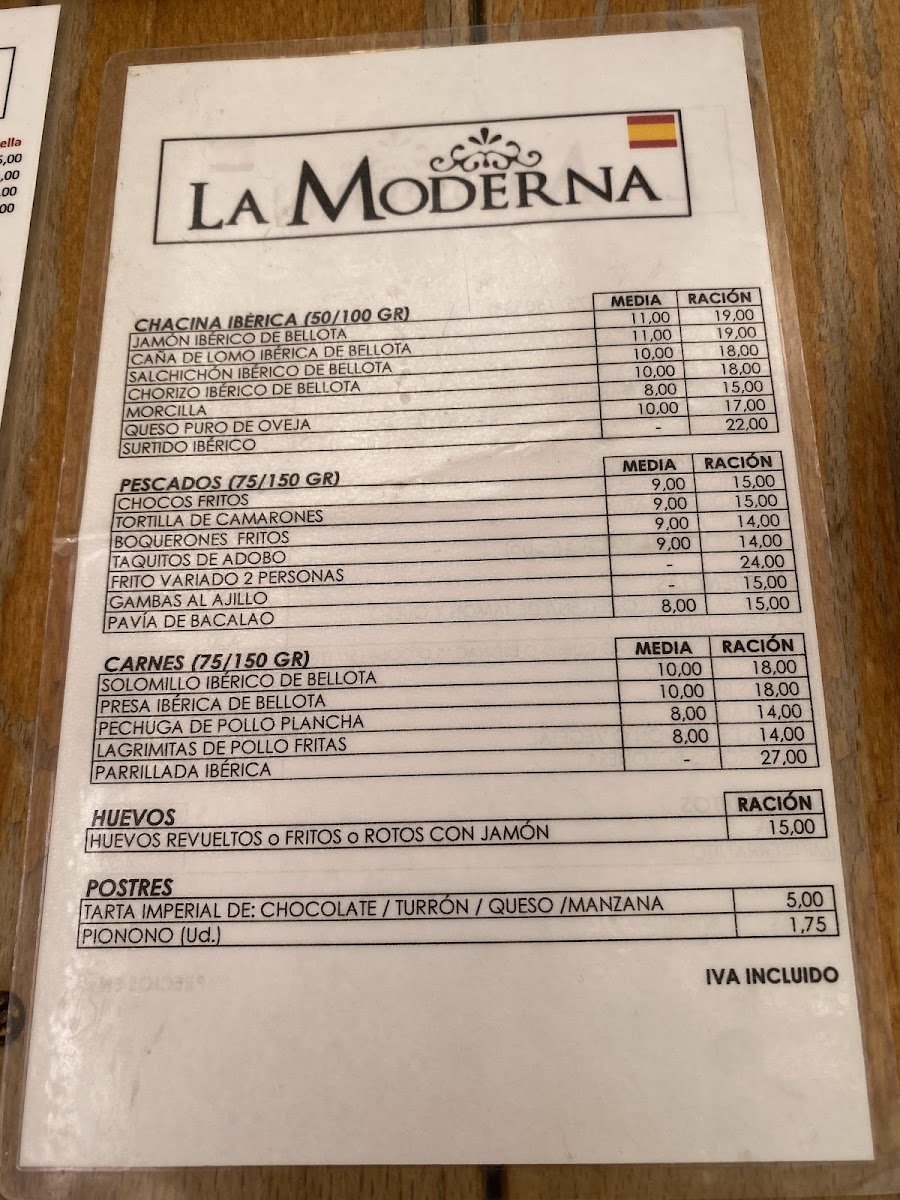 ella
5,00
,00
,00
00
LA MODERNA
CHACINA IBÉRICA (50/100 GR) MEDIA RACIÓN
JAMÓN IBÉRICO DE BELLOTA 11,00 19,00
CAÑA DE LOMO IBÉRICA DE BELLOTA 11,00 19,00
SALCHICHÓN IBÉRICO DE BELLOTA 10,00 18,00
CHORIZO IBÉRICO DE BELLOTA 10,00 18,00
MORCILLA 8,00 15,00
QUESO PURO DE OVEJA 10,00 17,00
SURTIDO IBÉRICO - 22,00
PESCADOS (75/150 GR) MEDIA RACIÓN
CHOCOS FRITOS 9,00 15,00
TORTILLA DE CAMARONES 9,00 15,00
BOQUERONES FRITOS 9,00 14,00
TAQUITOS DE ADOBO 9,00 14,00
FRITO VARIADO 2 PERSONAS - 24,00
GAMBAS AL AJILLO - 15,00
PAVÍA DE BACALAO 8,00 15,00
CARNES (75/150 GR) MEDIA RACIÓN
SOLOMILLO IBÉRICO DE BELLOTA 10,00 18,00
PRESA IBÉRICA DE BELLOTA 10,00 18,00
PECHUGA DE POLLO PLANCHA 8,00 14,00
LAGRIMITAS DE POLLO FRITAS 8,00 14,00
PARRILLADA IBÉRICA - 27,00
HUEVOS RACIÓN
HUEVOS REVUELTOS o FRITOS o ROTOS CON JAMÓN 15,00
POSTRES
TARTA IMPERIAL DE: CHOCOLATE / TURRÓN / QUESO /MANZANA 5,00
PIONONO (Ud.) 1,75
IVA INCLUIDO